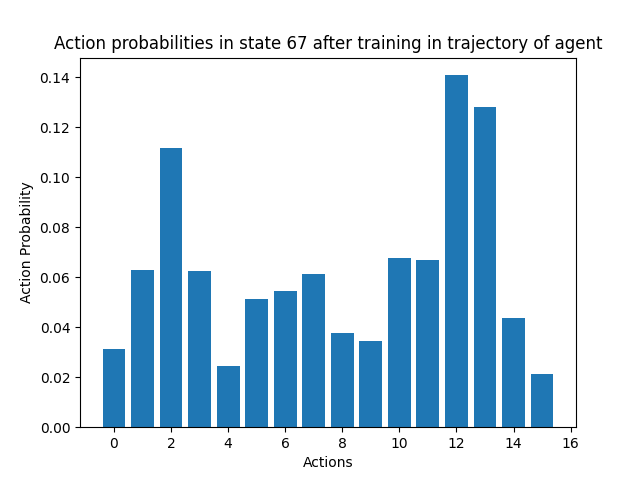 Action probabilities in state 67 after training in trajectory of agent
0.14
0.12
0.10
0.08
0.06
0.04
0.02
0.00
Action Probability
0 2 4 6 8 10 12 14 16
Actions